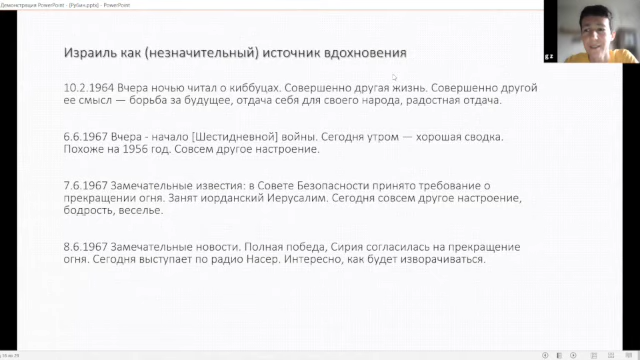 Демонстрация PowerPoint - [Рубин.pptx] - PowerPoint
Израиль как (незначительный) источник вдохновения
10.2.1964 Вчера ночью читал о киббуцах. Совершенно другая жизнь. Совершенно другой
ее смысл — борьба за будущее, отдача себя для своего народа, радостная отдача.
6.6.1967 Вчера - начало [Шестидневной] войны. Сегодня утром — хорошая сводка.
Похоже на 1956 год. Совсем другое настроение.
7.6.1967 Замечательные известия: в Совете Безопасности принято требование о
прекращении огня. Занят иорданский Иерусалим. Сегодня совсем другое настроение,
бодрость, веселье.
8.6.1967 Замечательные новости. Полная победа, Сирия согласилась на прекращение
огня. Сегодня выступает по радио Насер. Интересно, как будет изворачиваться.
g z